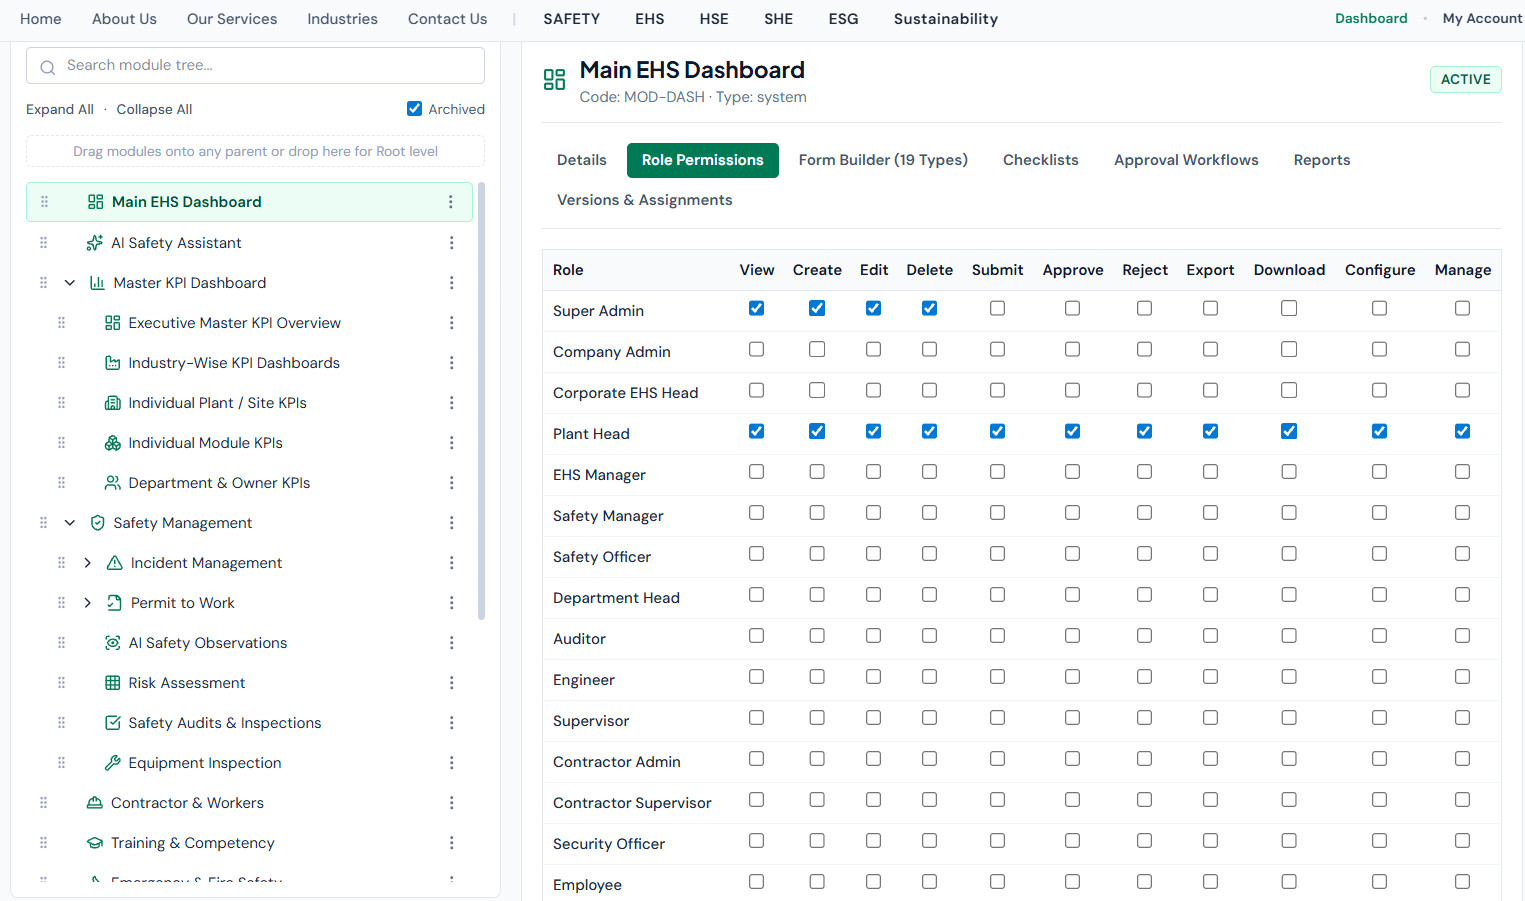 Home About Us Our Services Industries Contact Us | SAFETY EHS HSE SHE ESG Sustainability Dashboard • My Account
Search module tree...
Expand All · Collapse All Archived
Drag modules onto any parent or drop here for Root level
Main EHS Dashboard
AI Safety Assistant
Master KPI Dashboard
Executive Master KPI Overview
Industry-Wise KPI Dashboards
Individual Plant / Site KPIs
Individual Module KPIs
Department & Owner KPIs
Safety Management
Incident Management
Permit to Work
AI Safety Observations
Risk Assessment
Safety Audits & Inspections
Equipment Inspection
Contractor & Workers
Training & Competency
Emergency & Fire Safety
Main EHS Dashboard
Code: MOD-DASH · Type: system
ACTIVE
Details Role Permissions Form Builder (19 Types) Checklists Approval Workflows Reports
Versions & Assignments
Role View Create Edit Delete Submit Approve Reject Export Download Configure Manage
Super Admin
Company Admin
Corporate EHS Head
Plant Head
EHS Manager
Safety Manager
Safety Officer
Department Head
Auditor
Engineer
Supervisor
Contractor Admin
Contractor Supervisor
Security Officer
Employee